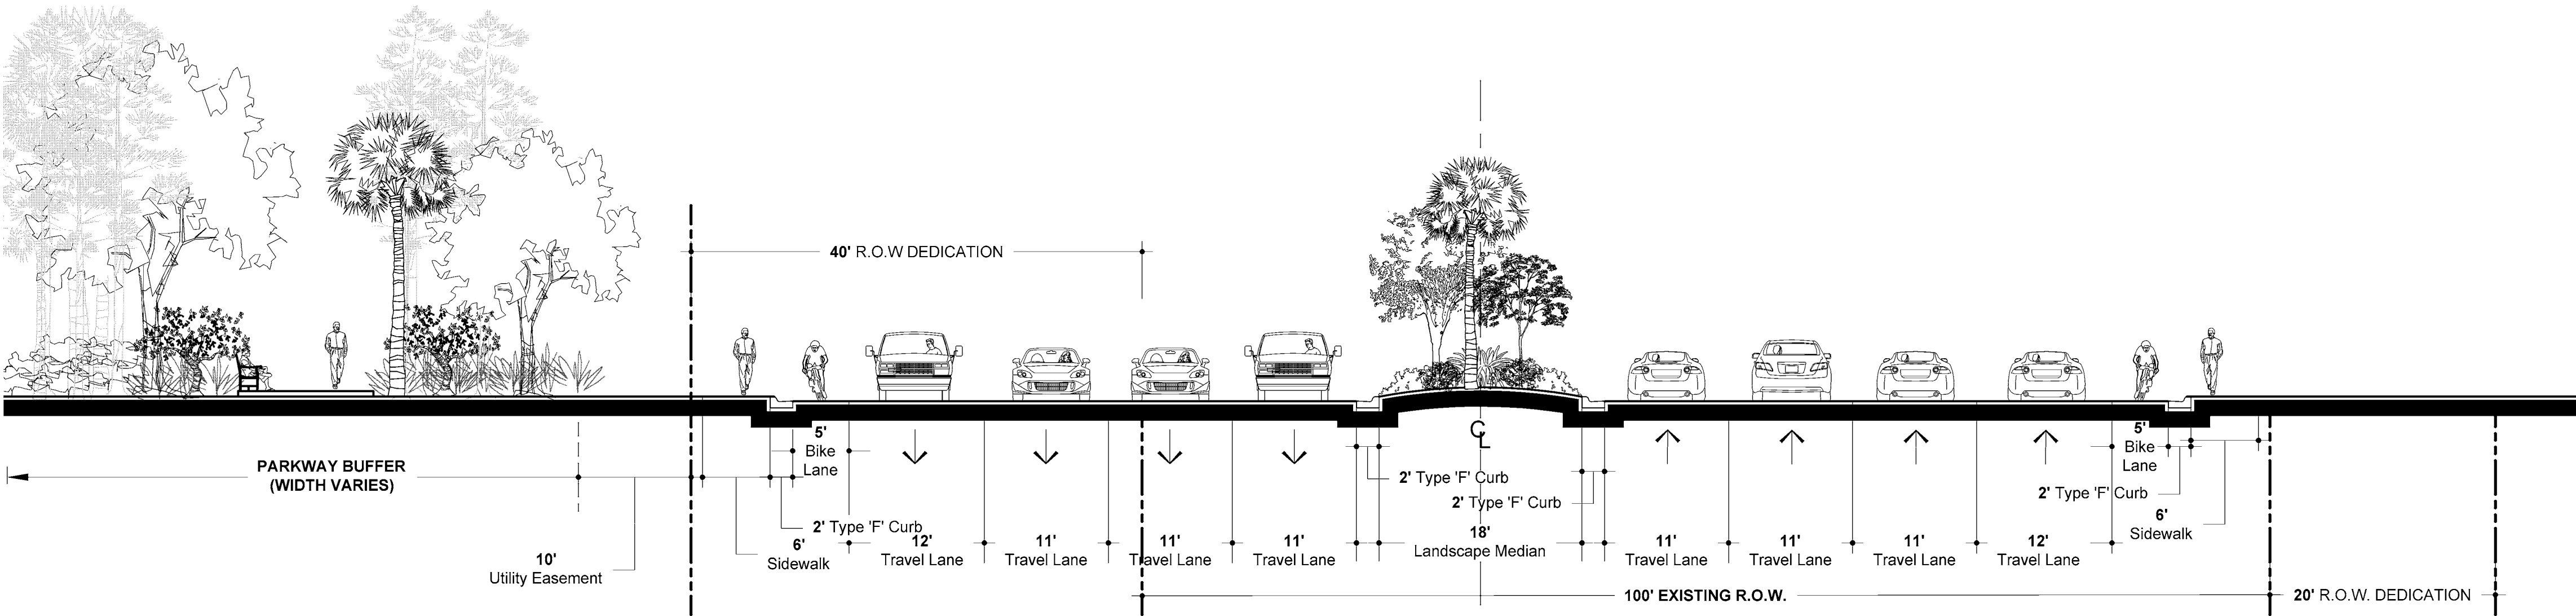 40' R.O.W DEDICATION
PARKWAY BUFFER
(WIDTH VARIES)
10'
Utility Easement
6'
Sidewalk
2' Type 'F' Curb
5'
Bike
Lane
12'
Travel Lane
11'
Travel Lane
11'
Travel Lane
11'
Travel Lane
CL
2' Type 'F' Curb
2' Type 'F' Curb
18'
Landscape Median
11'
Travel Lane
11'
Travel Lane
11'
Travel Lane
12'
Travel Lane
5'
Bike
Lane
2' Type 'F' Curb
6'
Sidewalk
100' EXISTING R.O.W.
20' R.O.W. DEDICATION